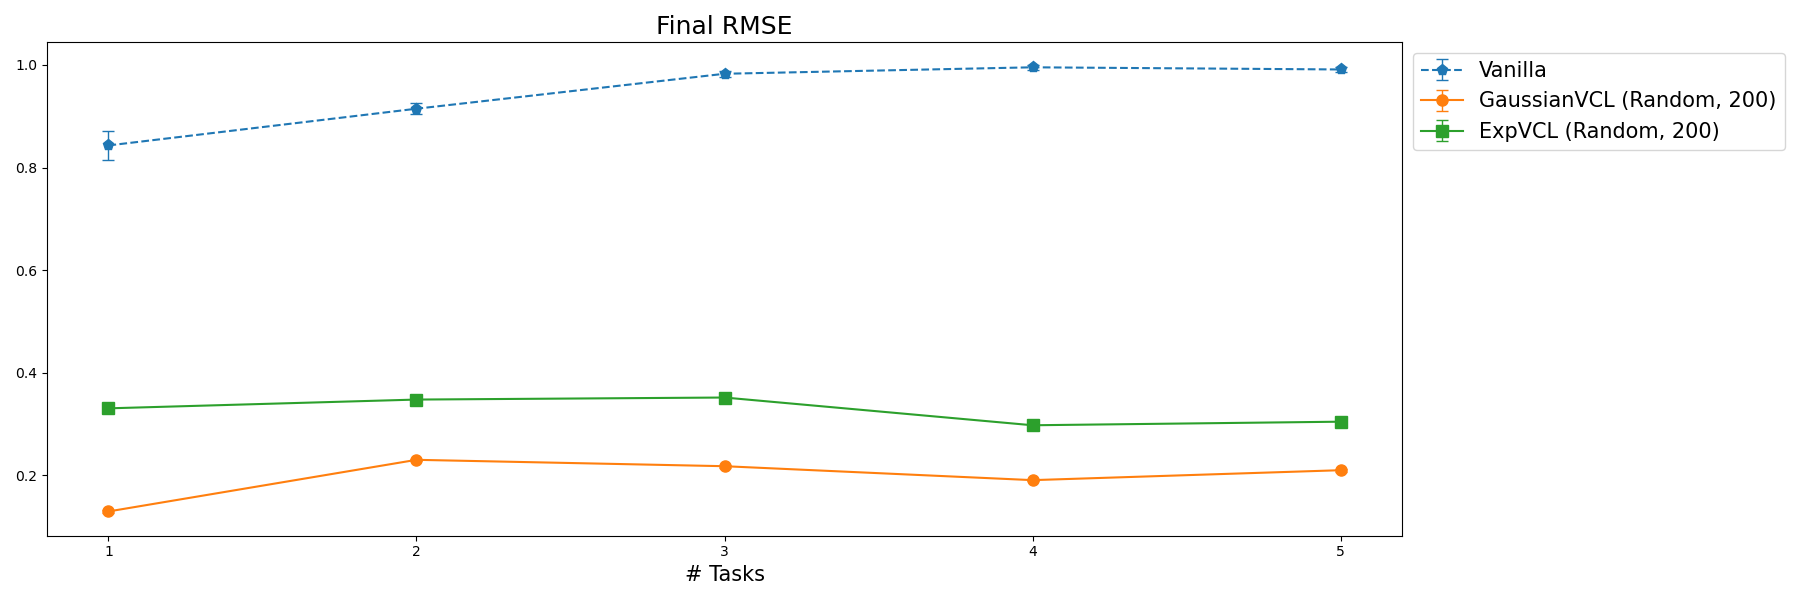 Final RMSE
1.0
0.8
0.6
0.4
0.2
1 2 3 4 5
# Tasks
Vanilla
GaussianVCL (Random, 200)
ExpVCL (Random, 200)